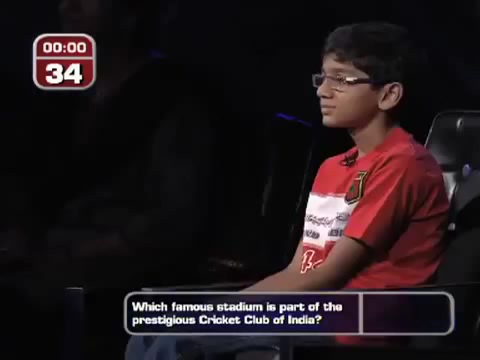 00:00
34
Which famous stadium is part of the
prestigious Cricket Club of India?